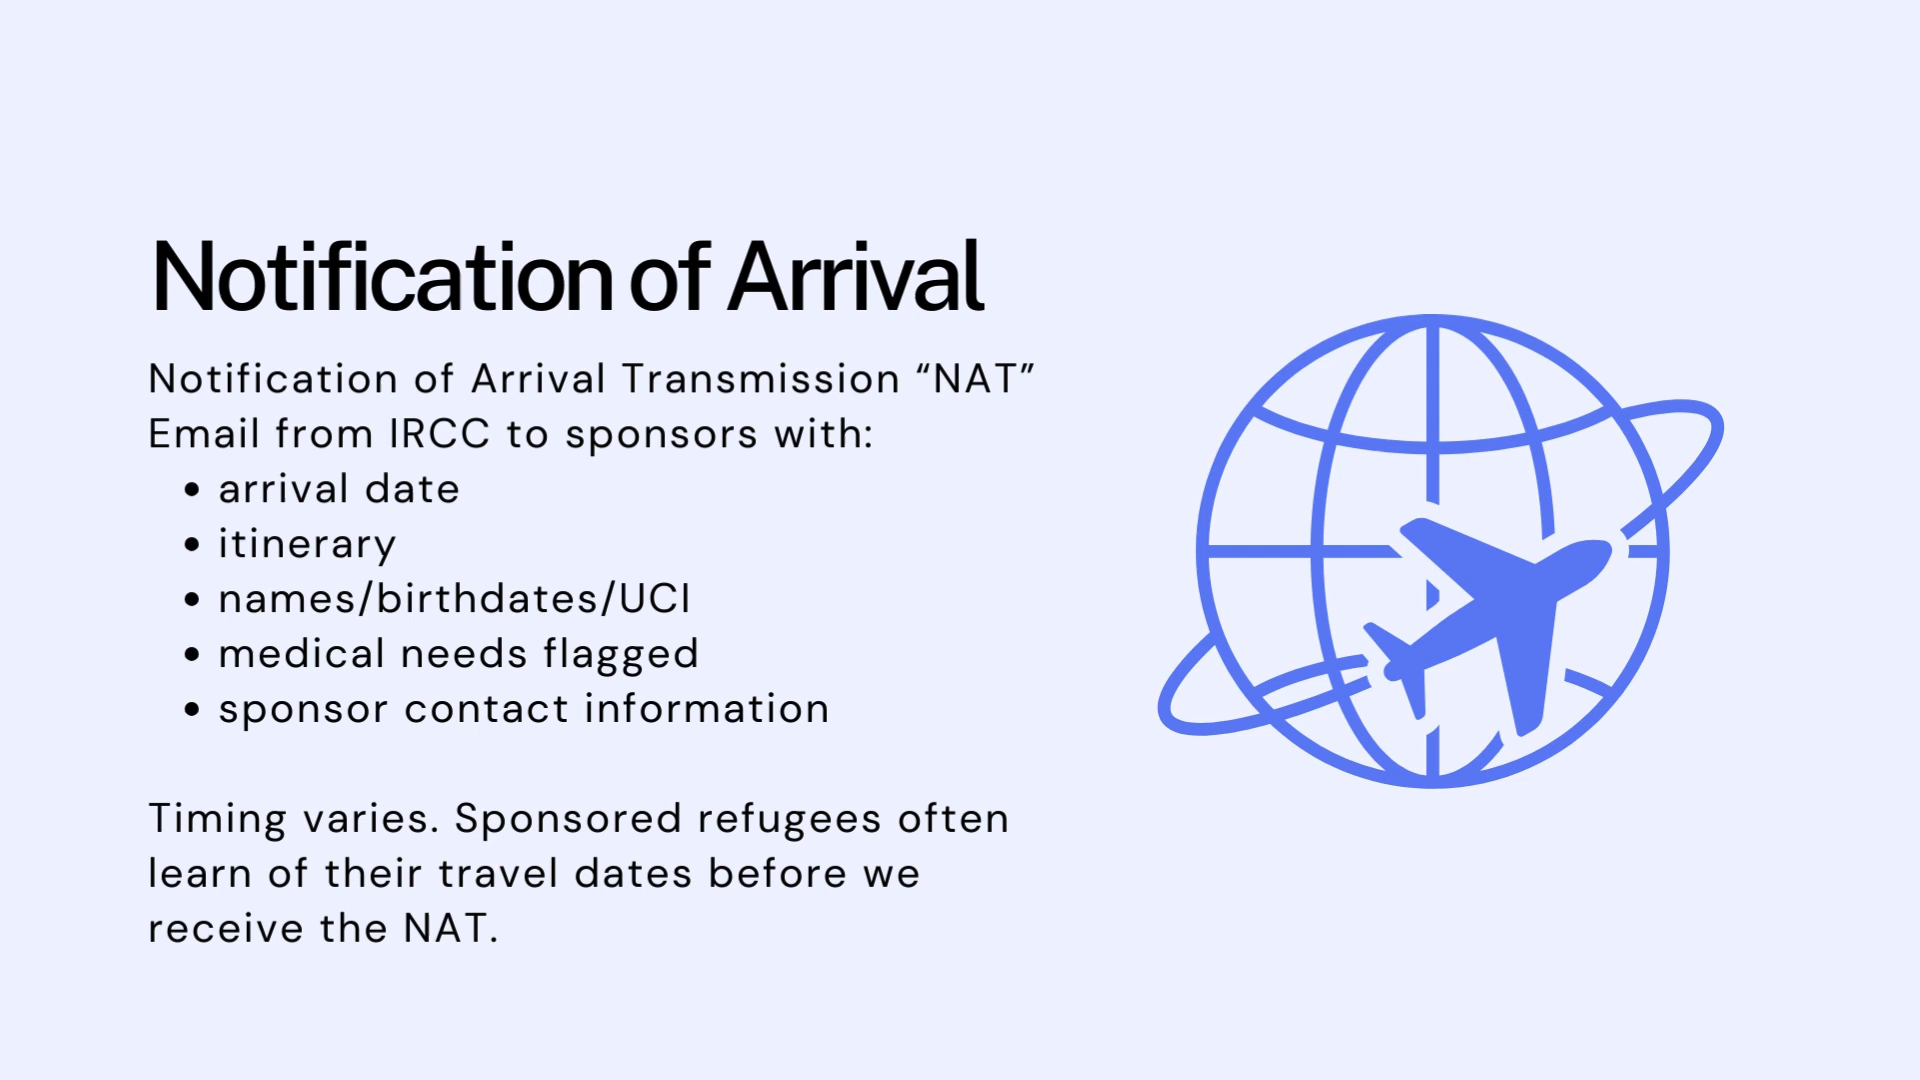 Notification of Arrival
Notification of Arrival Transmission “NAT”
Email from IRCC to sponsors with:
• arrival date
• itinerary
• names/birthdates/UCI
• medical needs flagged
• sponsor contact information
Timing varies. Sponsored refugees often
learn of their travel dates before we
receive the NAT.